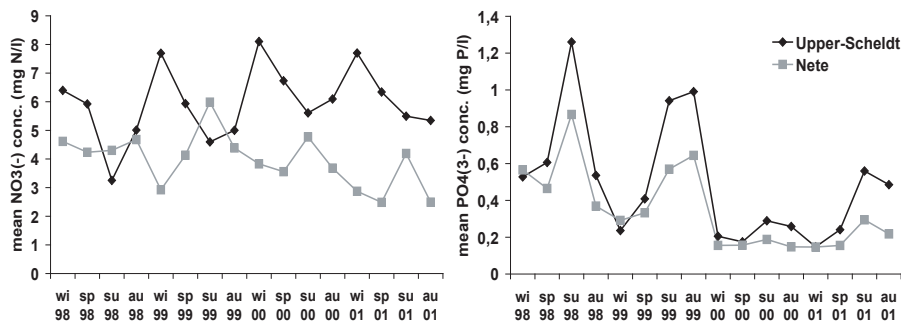 mean NO3(-) conc. (mg N/l)
9
8
7
6
5
4
3
2
1
0
wi sp su au wi sp su au wi sp su au wi sp su au
98 98 98 98 99 99 99 99 00 00 00 00 01 01 01 01
mean PO4(3-) conc. (mg P/l)
1,4
1,2
1
0,8
0,6
0,4
0,2
0
Upper-Scheldt
Nete
wi sp su au wi sp su au wi sp su au wi sp su au
98 98 98 98 99 99 99 99 00 00 00 00 01 01 01 01